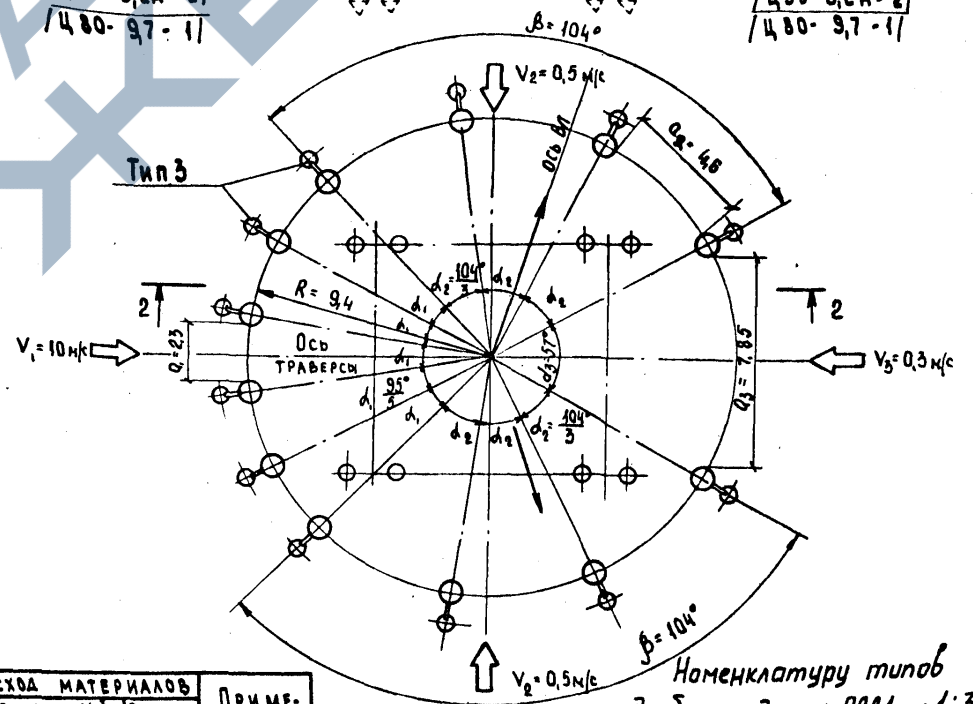 /Ц80- 9,7-1/
/Ц80- 9,7-1/
β=104°
V₂=0,5 м/с
ось ВЛ
a₂= 4,6
Тип 3
α₂=104°/3
α₂
α₂
R = 9,4
α₁
α₁
2
2
V₁=10 м/с
a₁=2,3
Ось
траверсы
α₁
α₃=57°
a₃= 7.85
V₃=0,3 м/с
α₁ 95°/5
α₁
α₂
α₂
α₂=104°/3
β=104°
V₂=0,5 м/с
Номенклатуру типов
СХОД МАТЕРИАЛОВ
ПРИМЕ-